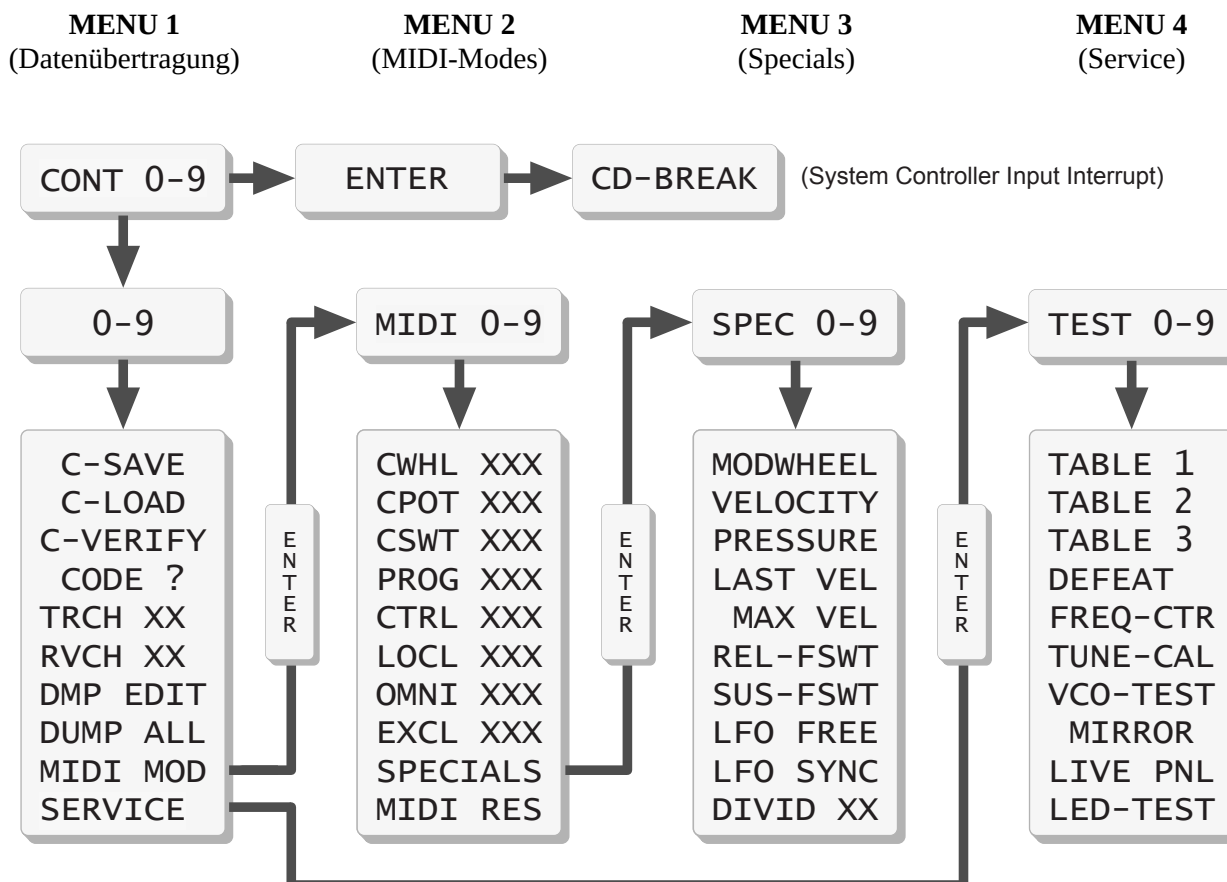 MENU 1
(Datenübertragung)
MENU 2
(MIDI-Modes)
MENU 3
(Specials)
MENU 4
(Service)
CONT 0-9
ENTER
CD-BREAK
(System Controller Input Interrupt)
0-9
MIDI 0-9
SPEC 0-9
TEST 0-9
C-SAVE
C-LOAD
C-VERIFY
CODE ?
TRCH XX
RVCH XX
DMP EDIT
DUMP ALL
MIDI MOD
SERVICE
ENTER
CWHL XXX
CPOT XXX
CSWT XXX
PROG XXX
CTRL XXX
LOCL XXX
OMNI XXX
EXCL XXX
SPECIALS
MIDI RES
ENTER
MODWHEEL
VELOCITY
PRESSURE
LAST VEL
MAX VEL
REL-FSWT
SUS-FSWT
LFO FREE
LFO SYNC
DIVID XX
ENTER
TABLE 1
TABLE 2
TABLE 3
DEFEAT
FREQ-CTR
TUNE-CAL
VCO-TEST
MIRROR
LIVE PNL
LED-TEST